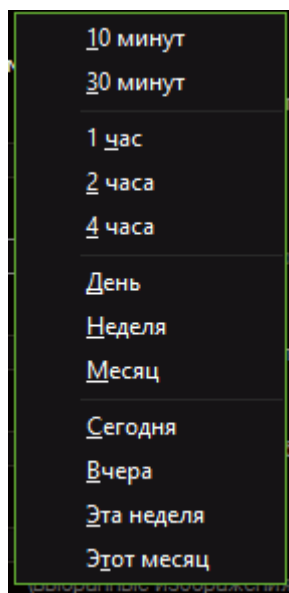 10 минут
30 минут
1 час
2 часа
4 часа
День
Неделя
Месяц
Сегодня
Вчера
Эта неделя
Этот месяц